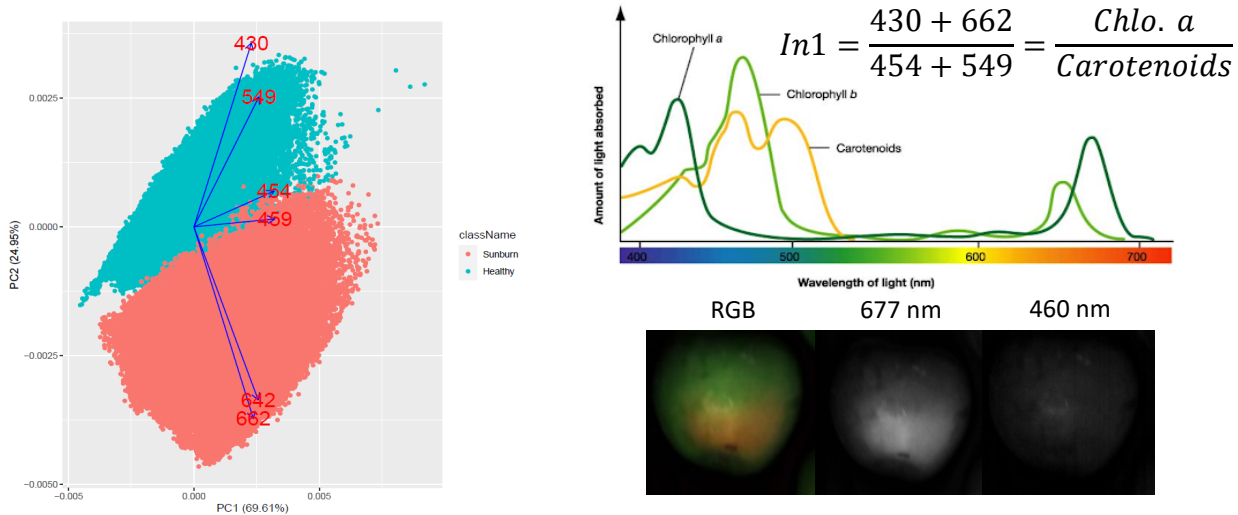 430
549
454
459
642
662
0.0025
0.0000
−0.0025
−0.0050
PC2 (24.95%)
−0.005
0.000
0.005
PC1 (69.61%)
className
Sunburn
Healthy
In1 = \frac{430 + 662}{454 + 549} = \frac{Chlo. a}{Carotenoids}
Chlorophyll a
Chlorophyll b
Carotenoids
Amount of light absorbed
400
500
600
700
Wavelength of light (nm)
RGB
677 nm
460 nm